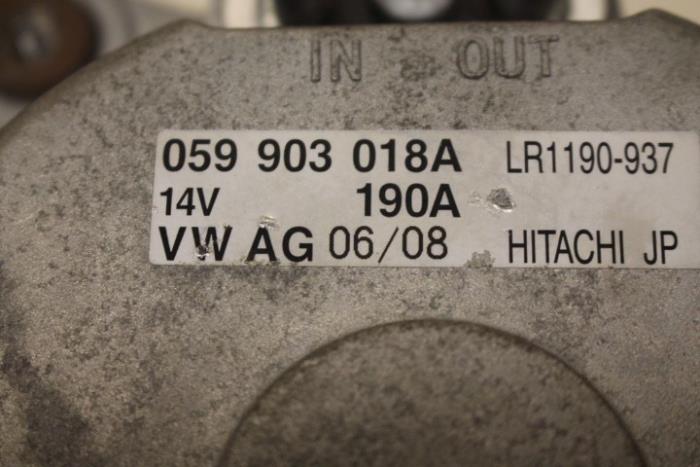 IN OUT
059 903 018A LR1190-937
14V 190A
VW AG 06/08 HITACHI JP